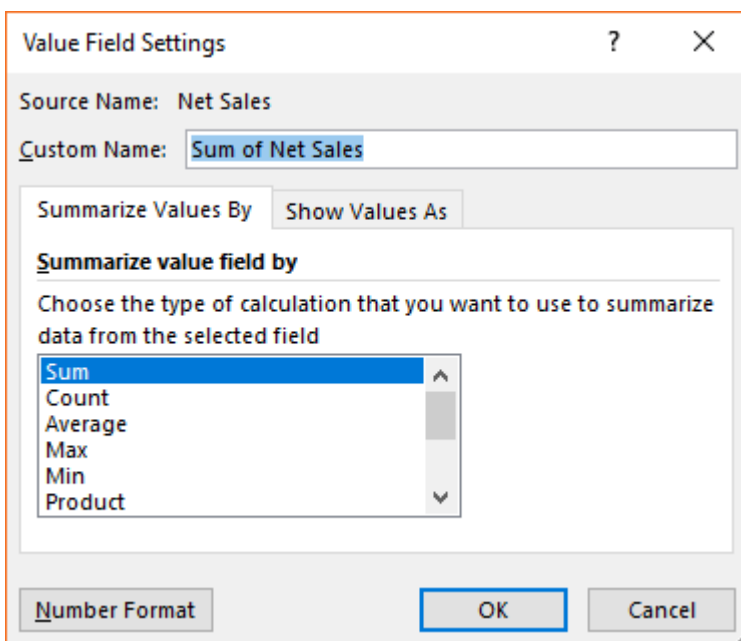 Value Field Settings ?
Source Name: Net Sales
Custom Name: Sum of Net Sales
Summarize Values By Show Values As
Summarize value field by
Choose the type of calculation that you want to use to summarize
data from the selected field
Sum
Count
Average
Max
Min
Product
Number Format OK Cancel